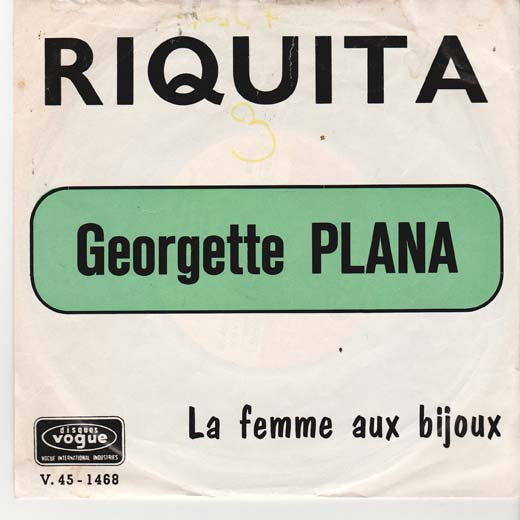 RIQUITA
3
Georgette PLANA
La femme aux bijoux
disques
vogue
VOGUE INTERNATIONAL INDUSTRIES
V. 45 - 1468